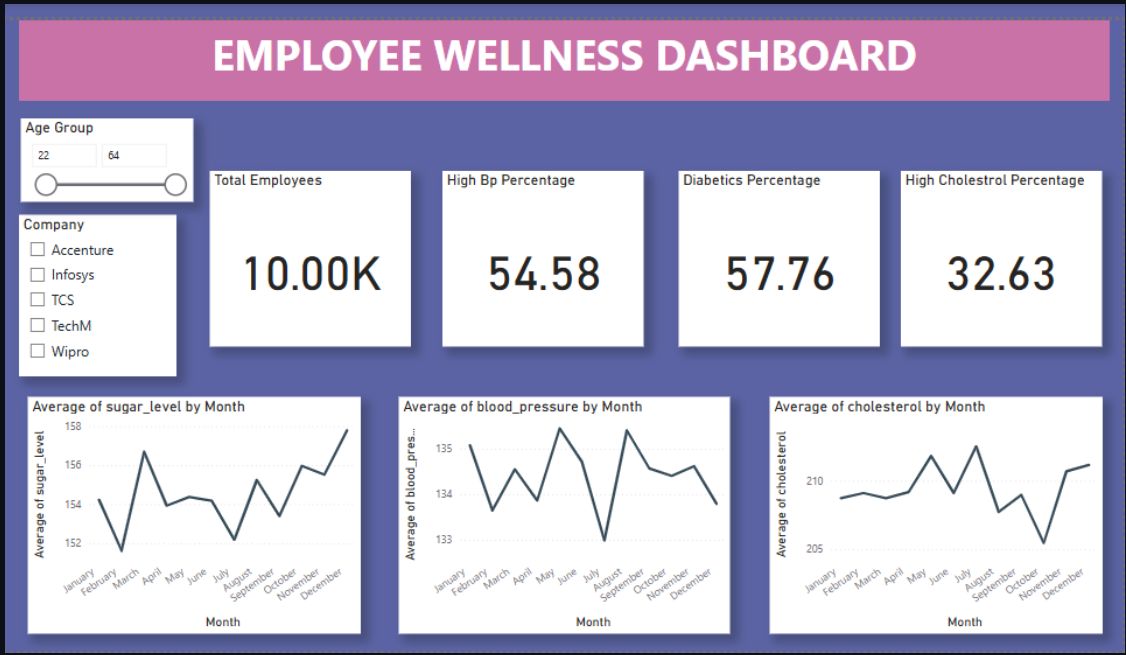 EMPLOYEE WELLNESS DASHBOARD
Age Group
22 64
Company
Accenture
Infosys
TCS
TechM
Wipro
Total Employees
10.00K
High Bp Percentage
54.58
Diabetics Percentage
57.76
High Cholestrol Percentage
32.63
Average of sugar_level by Month
Average of sugar_level
158
156
154
152
January February March April May June July August September October November December
Month
Average of blood_pressure by Month
Average of blood_pres...
135
134
133
January February March April May June July August September October November December
Month
Average of cholesterol by Month
Average of cholesterol
210
205
January February March April May June July August September October November December
Month